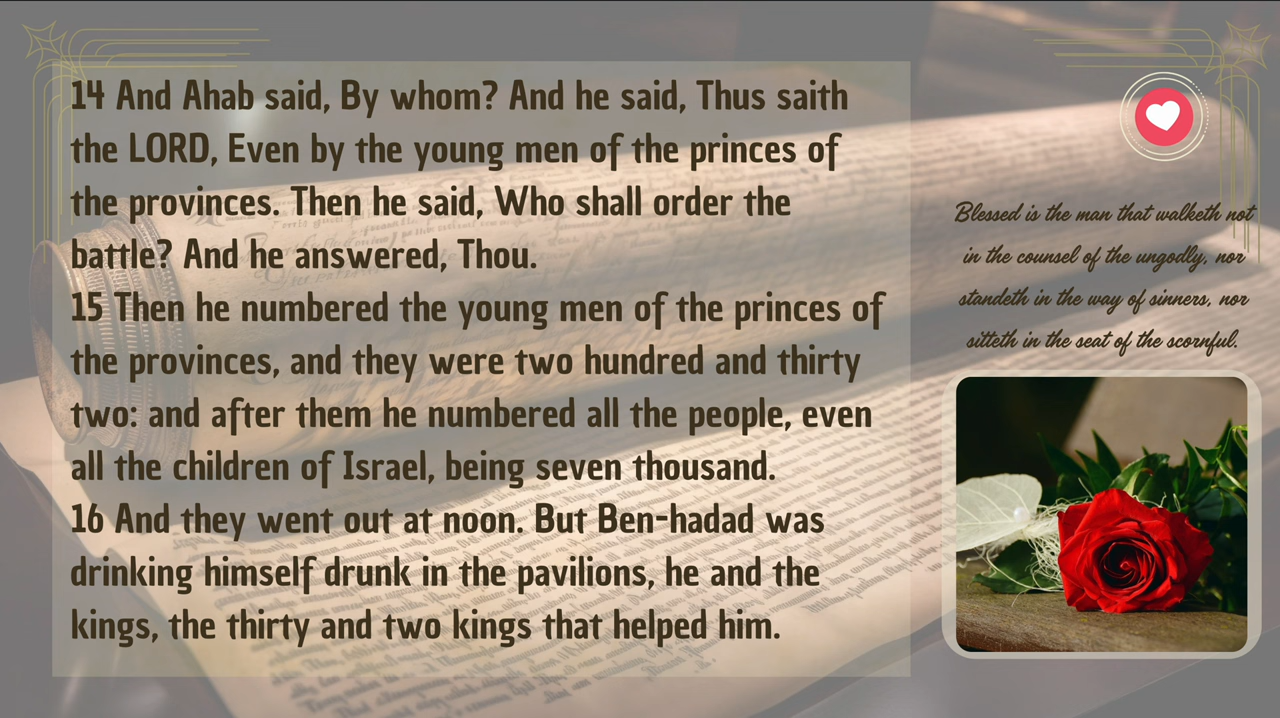 14 And Ahab said, By whom? And he said, Thus saith
the LORD, Even by the young men of the princes of
the provinces. Then he said, Who shall order the
battle? And he answered, Thou.
15 Then he numbered the young men of the princes of
the provinces, and they were two hundred and thirty
two: and after them he numbered all the people, even
all the children of Israel, being seven thousand.
16 And they went out at noon. But Ben-hadad was
drinking himself drunk in the pavilions, he and the
kings, the thirty and two kings that helped him.
Blessed is the man that walketh not
in the counsel of the ungodly, nor
standeth in the way of sinners, nor
sitteth in the seat of the scornful.